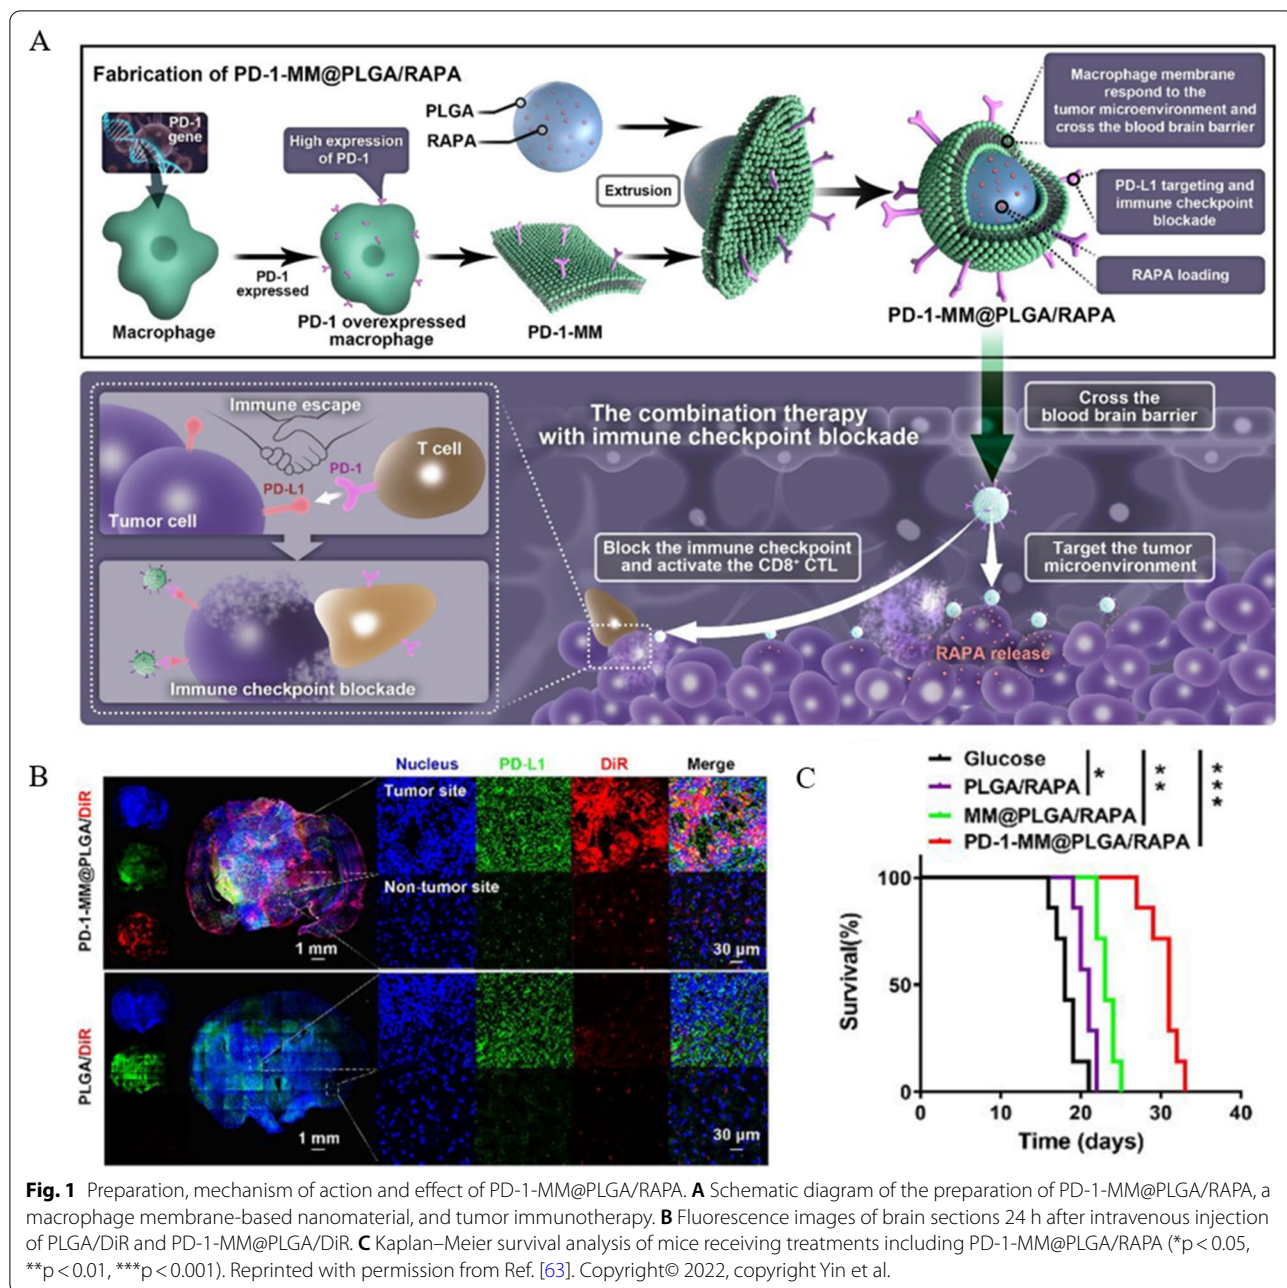 A
Fabrication of PD-1-MM@PLGA/RAPA
PD-1
gene
High expression
of PD-1
PLGA
RAPA
Extrusion
Macrophage membrane
respond to the
tumor microenvironment and
cross the blood brain barrier
PD-L1 targeting and
immune checkpoint
blockade
RAPA loading
PD-1
expressed
Macrophage
PD-1 overexpressed
macrophage
PD-1-MM
PD-1-MM@PLGA/RAPA
Immune escape
T cell
PD-1
PD-L1
Tumor cell
Immune checkpoint blockade
The combination therapy
with immune checkpoint blockade
Cross the
blood brain barrier
Block the immune checkpoint
and activate the CD8⁺ CTL
Target the tumor
microenvironment
RAPA release
B
Nucleus PD-L1 DiR Merge
PD-1-MM@PLGA/DiR
Tumor site
Non-tumor site
1 mm
30 μm
PLGA/DiR
1 mm
30 μm
C
Glucose
PLGA/RAPA
MM@PLGA/RAPA
PD-1-MM@PLGA/RAPA
*
**
***
Survival(%)
100
50
0
0 10 20 30 40
Time (days)
Fig. 1 Preparation, mechanism of action and effect of PD-1-MM@PLGA/RAPA. A Schematic diagram of the preparation of PD-1-MM@PLGA/RAPA, a
macrophage membrane-based nanomaterial, and tumor immunotherapy. B Fluorescence images of brain sections 24 h after intravenous injection
of PLGA/DiR and PD-1-MM@PLGA/DiR. C Kaplan–Meier survival analysis of mice receiving treatments including PD-1-MM@PLGA/RAPA (*p < 0.05,
**p < 0.01, ***p < 0.001). Reprinted with permission from Ref. [63]. Copyright© 2022, copyright Yin et al.